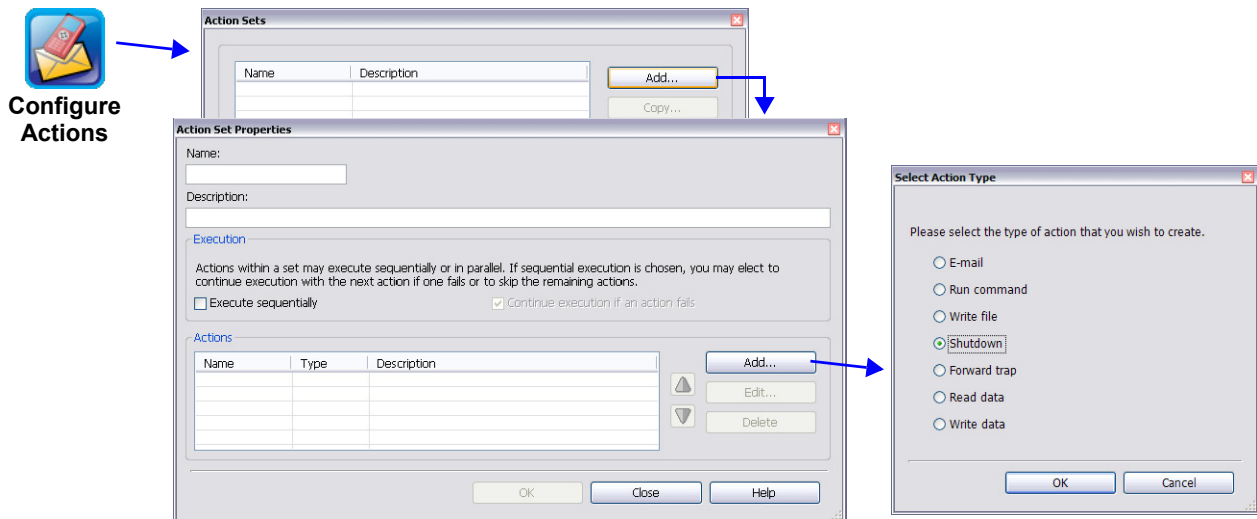 Configure
Actions
Action Sets
Name Description
Add...
Copy...
Action Set Properties
Name:
Description:
Execution
Actions within a set may execute sequentially or in parallel. If sequential execution is chosen, you may elect to
continue execution with the next action if one fails or to skip the remaining actions.
Execute sequentially Continue execution if an action fails
Actions
Name Type Description
Add...
Edit...
Delete
OK Close Help
Select Action Type
Please select the type of action that you wish to create.
E-mail
Run command
Write file
Shutdown
Forward trap
Read data
Write data
OK Cancel